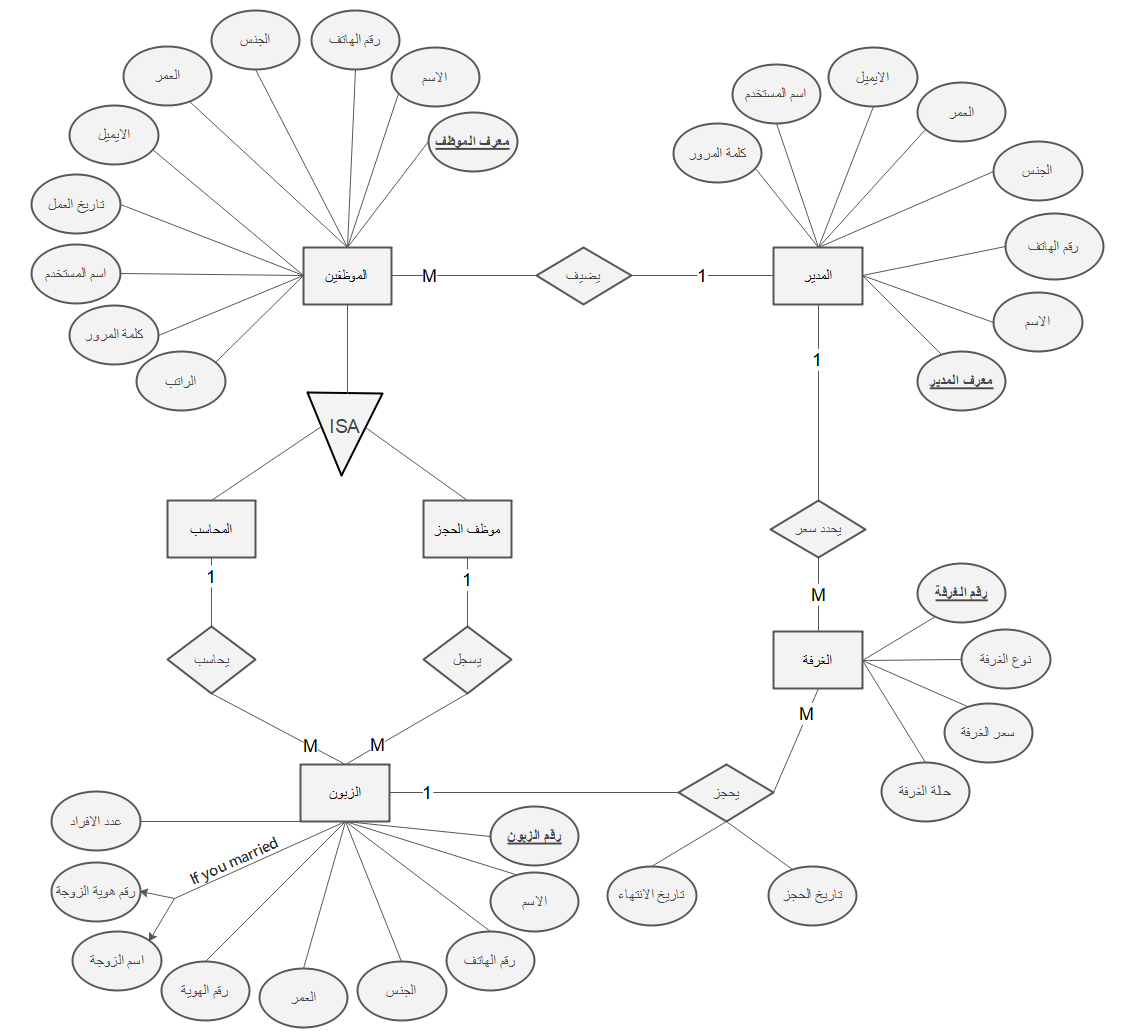 الجنس
رقم الهاتف
العمر
الاسم
الايميل
معرف الموظف
تاريخ العمل
اسم المستخدم
كلمة المرور
الراتب
الموظفين
M
يضيف
1
المدير
الايميل
اسم المستخدم
العمر
كلمة المرور
الجنس
رقم الهاتف
الاسم
معرف المدير
1
ISA
المحاسب
موظف الحجز
يحدد سعر
1
1
M
رقم الغرفة
يحاسب
يسجل
الغرفة
نوع الغرفة
سعر الغرفة
حالة الغرفة
M
M
M
الزبون
1
يحجز
عدد الافراد
If you married
رقم هوية الزوجة
اسم الزوجة
رقم الهوية
العمر
الجنس
رقم الهاتف
الاسم
رقم الزبون
تاريخ الانتهاء
تاريخ الحجز